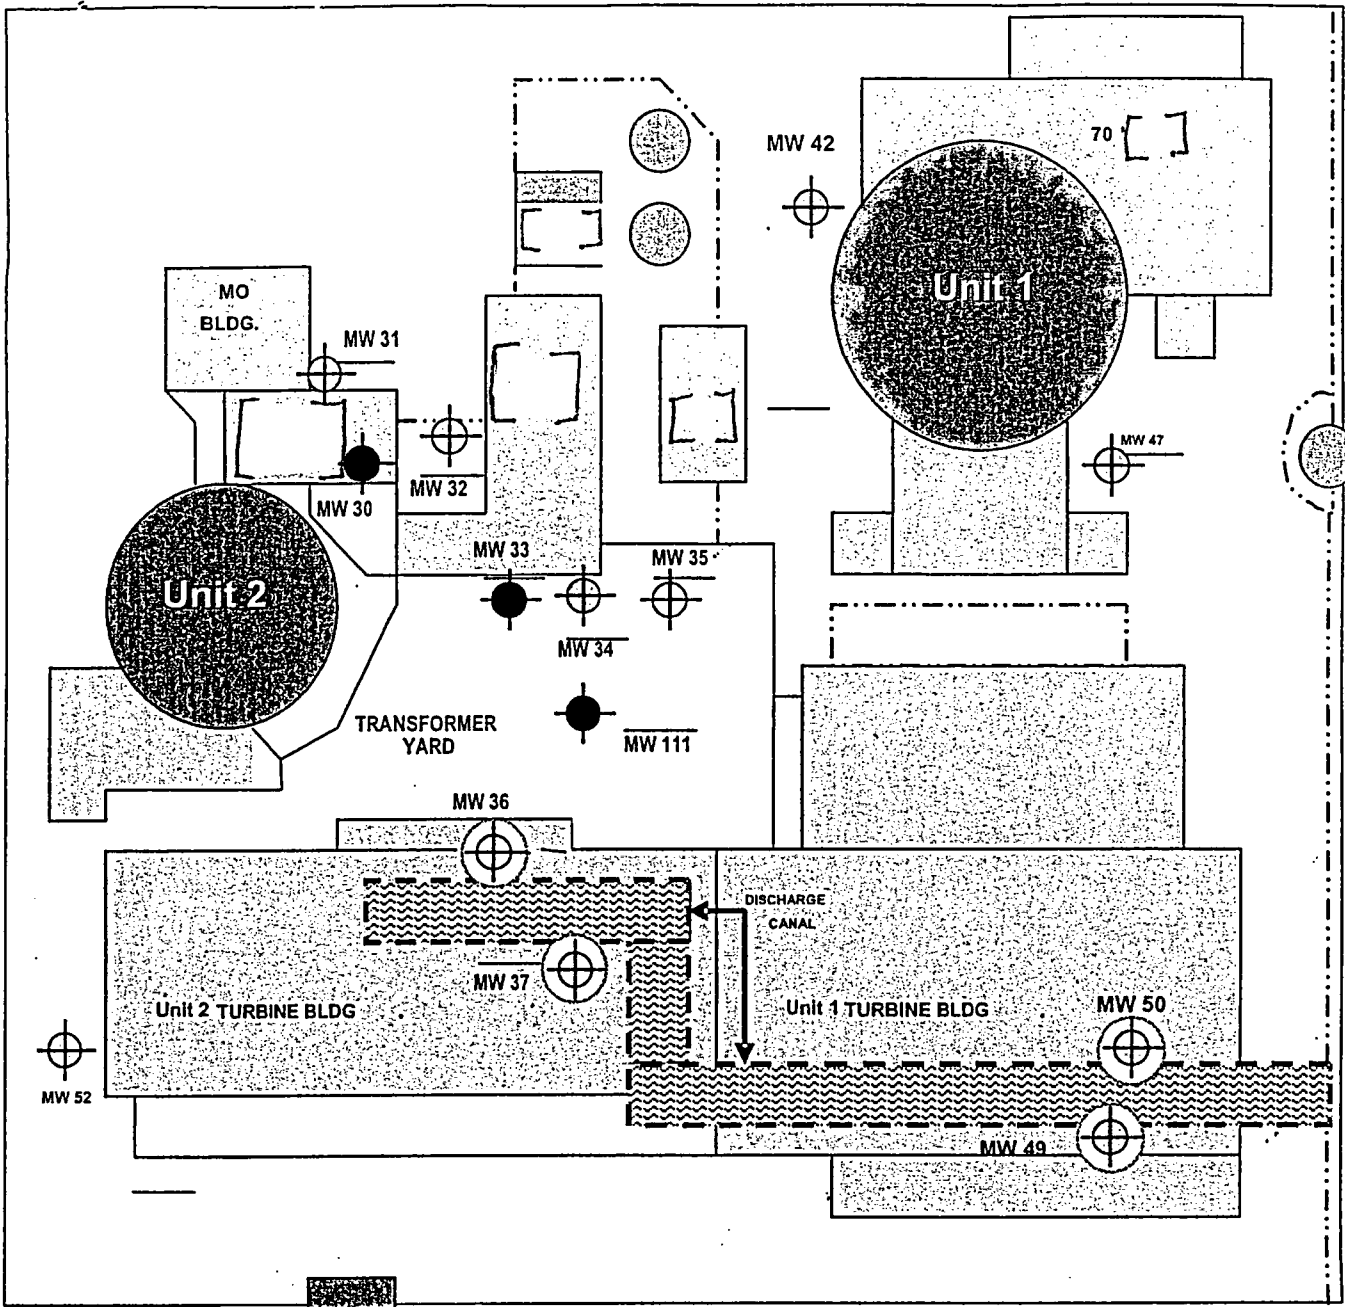 MW 42
70
Unit 1
MO
BLDG.
MW 31
MW 47
MW 32
MW 30
MW 33
MW 35
Unit 2
MW 34
TRANSFORMER
YARD
MW 111
MW 36
DISCHARGE
CANAL
MW 37
Unit 2 TURBINE BLDG
Unit 1 TURBINE BLDG
MW 50
MW 52
MW 49